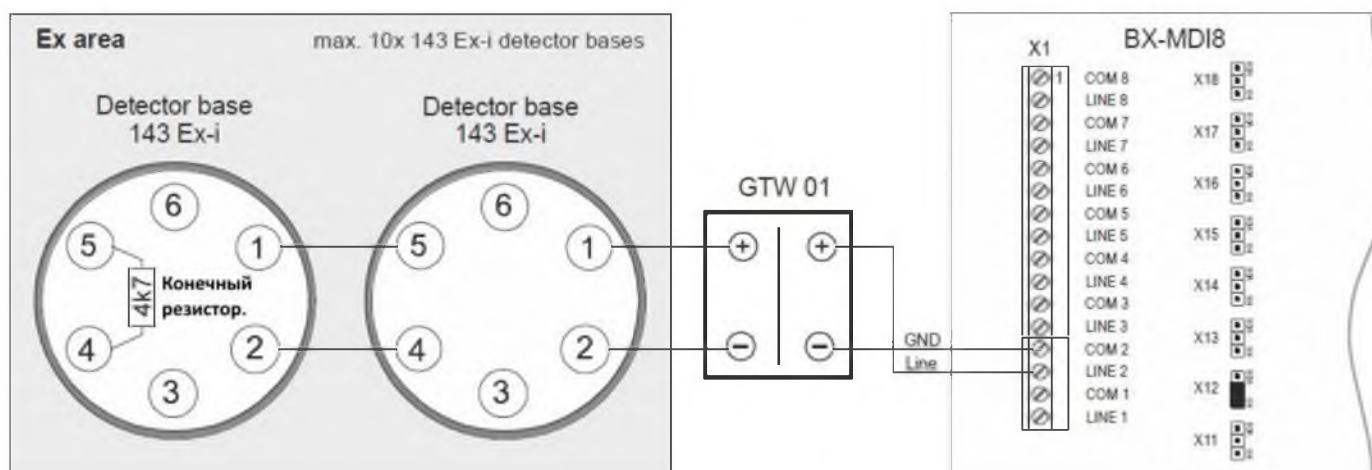 Ex area
max. 10x 143 Ex-i detector bases
Detector base
143 Ex-i
6
5
1
4k7
Конечный
резистор.
4
2
3
Detector base
143 Ex-i
6
5
1
4
2
3
GTW 01
+ +
− −
GND
Line
BX-MDI8
X1
1
COM 8
LINE 8
COM 7
LINE 7
COM 6
LINE 6
COM 5
LINE 5
COM 4
LINE 4
COM 3
LINE 3
COM 2
LINE 2
COM 1
LINE 1
X18
X17
X16
X15
X14
X13
X12
X11